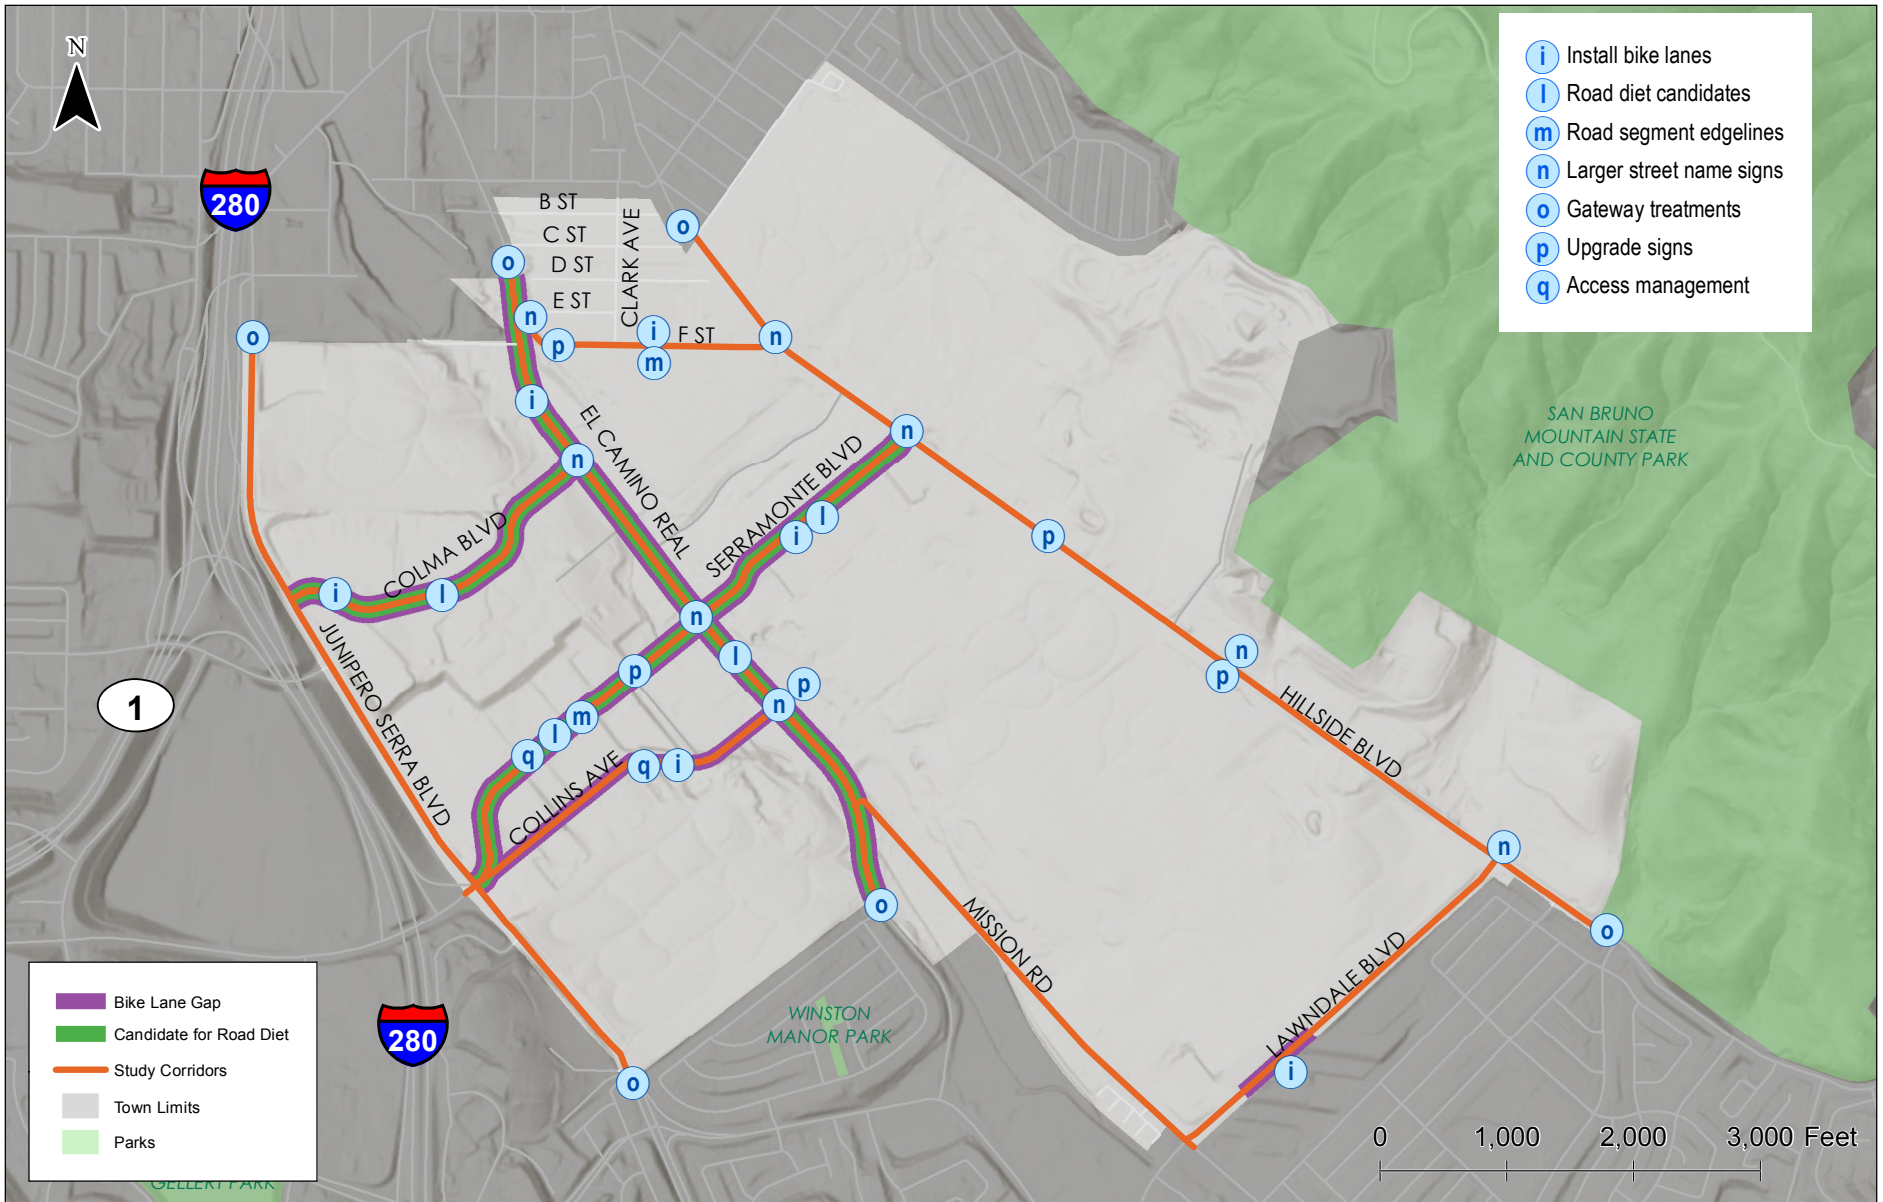 N
280
1
280
B ST
C ST
D ST
E ST
F ST
CLARK AVE
EL CAMINO REAL
SERRAMONTE BLVD
COLMA BLVD
JUNIPERO SERRA BLVD
COLLINS AVE
HILLSIDE BLVD
MISSION RD
LAWNDALE BLVD
SAN BRUNO
MOUNTAIN STATE
AND COUNTY PARK
WINSTON
MANOR PARK
GELLERT PARK
o
o
o
n
p
i
m
n
i
n
n
i
l
i
l
n
p
l
p
n
m
l
q
q
i
p
n
p
n
o
o
o
i
i Install bike lanes
l Road diet candidates
m Road segment edgelines
n Larger street name signs
o Gateway treatments
p Upgrade signs
q Access management
Bike Lane Gap
Candidate for Road Diet
Study Corridors
Town Limits
Parks
0 1,000 2,000 3,000 Feet